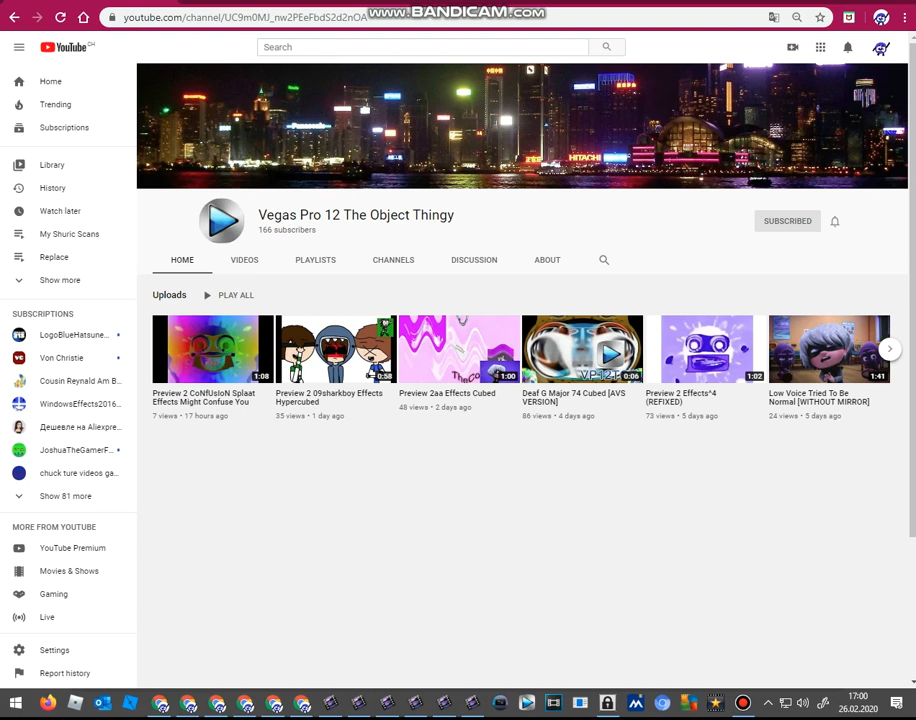 WWW.BANDICAM.COM
youtube.com/channel/UC9m0MJ_nw2PEeFbdS2d2nOA
YouTube CH
Search
Home
Trending
Subscriptions
Library
History
Watch later
My Shuric Scans
Replace
Show more
SUBSCRIPTIONS
LogoBlueHatsune...
Von Christie
Cousin Reynald Am B...
WindowsEffects2016...
Дешевле на Aliexpre...
JoshuaTheGamerF...
chuck ture videos ga...
Show 81 more
MORE FROM YOUTUBE
YouTube Premium
Movies & Shows
Gaming
Live
Settings
Report history
HITACHI
Vegas Pro 12 The Object Thingy
166 subscribers
SUBSCRIBED
HOME VIDEOS PLAYLISTS CHANNELS DISCUSSION ABOUT
Uploads PLAY ALL
1:08
Preview 2 CoNfUsIoN Splaat
Effects Might Confuse You
7 views • 17 hours ago
0:58
Preview 2 09sharkboy Effects
Hypercubed
35 views • 1 day ago
TheCo
1:00
Preview 2aa Effects Cubed
48 views • 2 days ago
VP12T
0:06
Deaf G Major 74 Cubed [AVS
VERSION]
86 views • 4 days ago
1:02
Preview 2 Effects^4
(REFIXED)
73 views • 5 days ago
1:41
Low Voice Tried To Be
Normal [WITHOUT MIRROR]
24 views • 5 days ago
17:00
26.02.2020